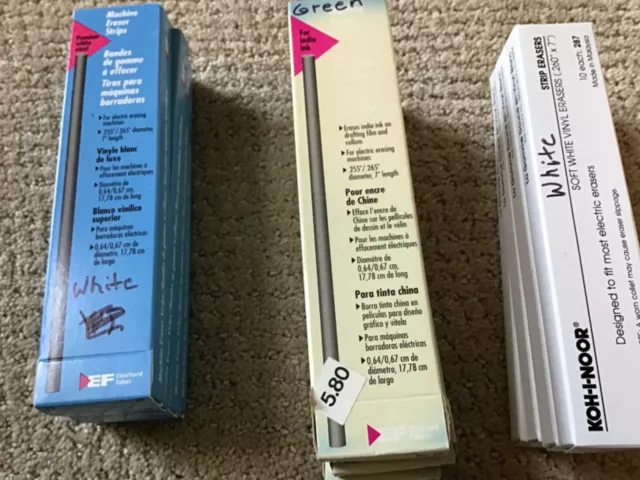 Machine
Eraser
Strips
Premium
white
vinyl
Bandes
de gomme
à effacer
Tiras para
máquinas
borradoras
For electric erasing
machines
.255"/.265" diameter,
7" length
Vinyle blanc
de luxe
Pour les machines à
effacement électriques
Diamètre de
0,64/0,67 cm,
17,78 cm de long
Blanco vinílico
superior
Para máquinas
borradoras eléctricas
0,64/0,67 cm de
diámetro, 17,78 cm
de largo
White
EF Eberhard
Faber
Green
For
india
ink
Erases india ink on
drafting film and
vellum
For electric erasing
machines
.255"/.265"
diameter, 7" length
Pour encre
de Chine
Efface l'encre de
Chine sur les pellicules
de dessin et le vélin
Pour les machines à
effacement électriques
Diamètre de
0,64/0,67 cm,
17,78 cm de long
Para tinta china
Borra tinta china en
películas para diseño
gráfico y vitela
Para máquinas
borradoras eléctricas
0,64/0,67 cm de
diámetro, 17,78 cm
de largo
5.80
White
STRIP ERASERS 10 each: 287
SOFT WHITE VINYL ERASERS (.260" x 7") Made in Malaysia
KOH-I-NOOR® Designed to fit most electric erasers
a worn collet may cause eraser slippage.